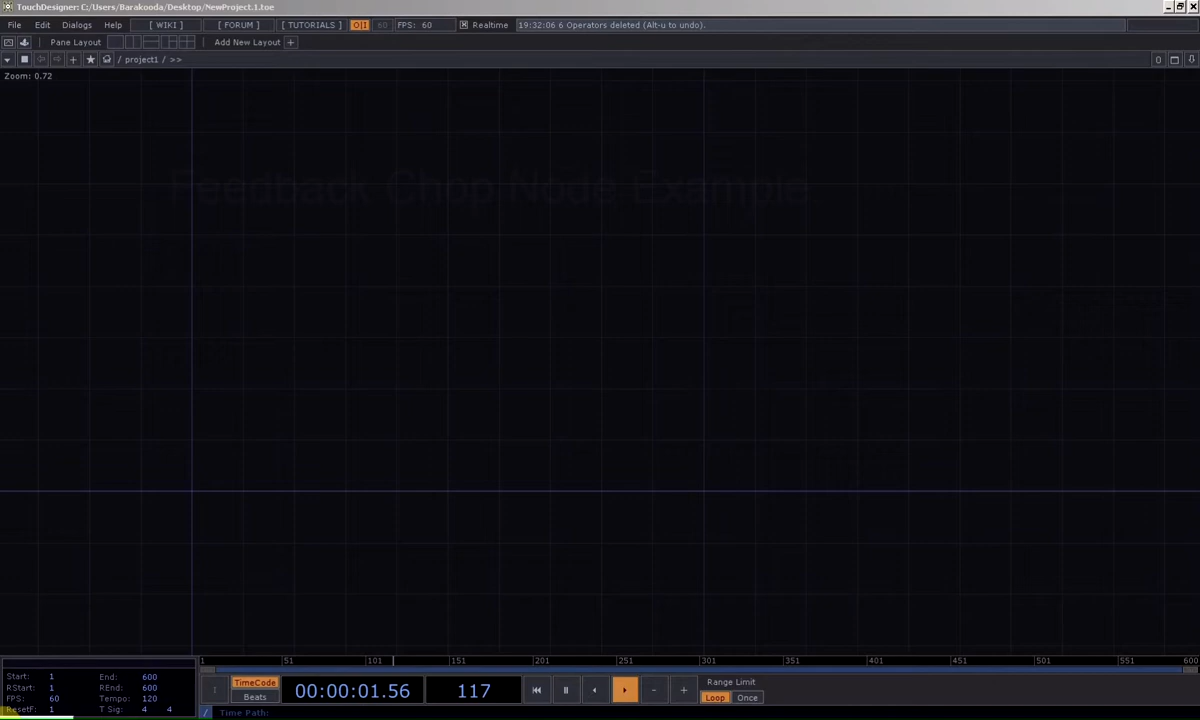 TouchDesigner: C:/Users/Barakooda/Desktop/NewProject.1.toe
File Edit Dialogs Help [ WIKI ] [ FORUM ] [ TUTORIALS ] O|I 60 FPS: 60 Realtime 19:32:06 6 Operators deleted (Alt-u to undo).
Pane Layout Add New Layout +
+ / project1 / >> 0
Zoom: 0.72
Feedback Chop Node Example
1 51 101 151 201 251 301 351 401 451 501 551 600
Start: 1 End: 600
RStart: 1 REnd: 600
FPS: 60 Tempo: 120
ResetF: 1 T Sig: 4 4
TimeCode
Beats
00:00:01.56
117
- +
Range Limit
Loop Once
/ Time Path: